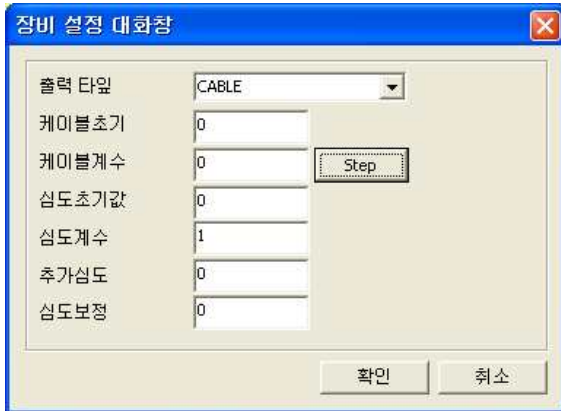 장비 설정 대화창
출력 타잎 CABLE
케이블초기 0
케이블계수 0 Step
심도초기값 0
심도계수 1
추가심도 0
심도보정 0
확인 취소